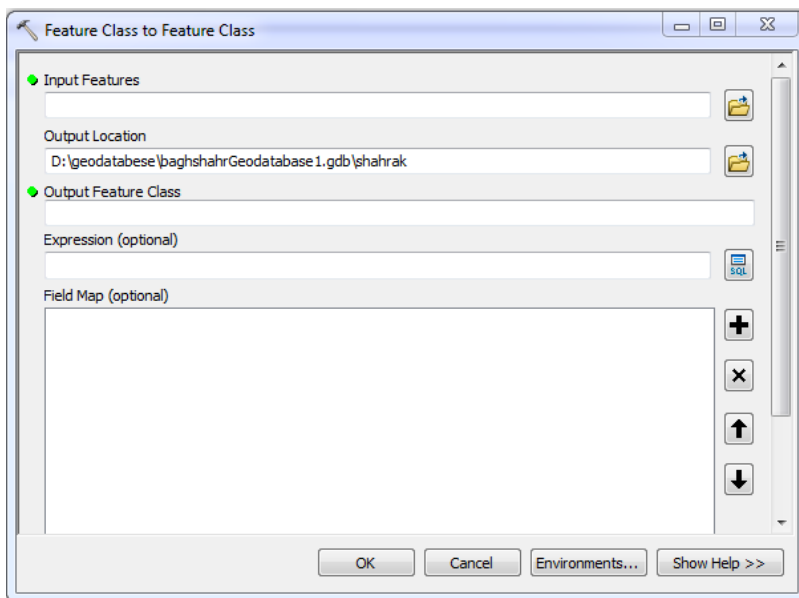 Feature Class to Feature Class
Input Features
Output Location
D:\geodatabese\baghshahrGeodatabase1.gdb\shahrak
Output Feature Class
Expression (optional)
SQL
Field Map (optional)
OK
Cancel
Environments...
Show Help >>